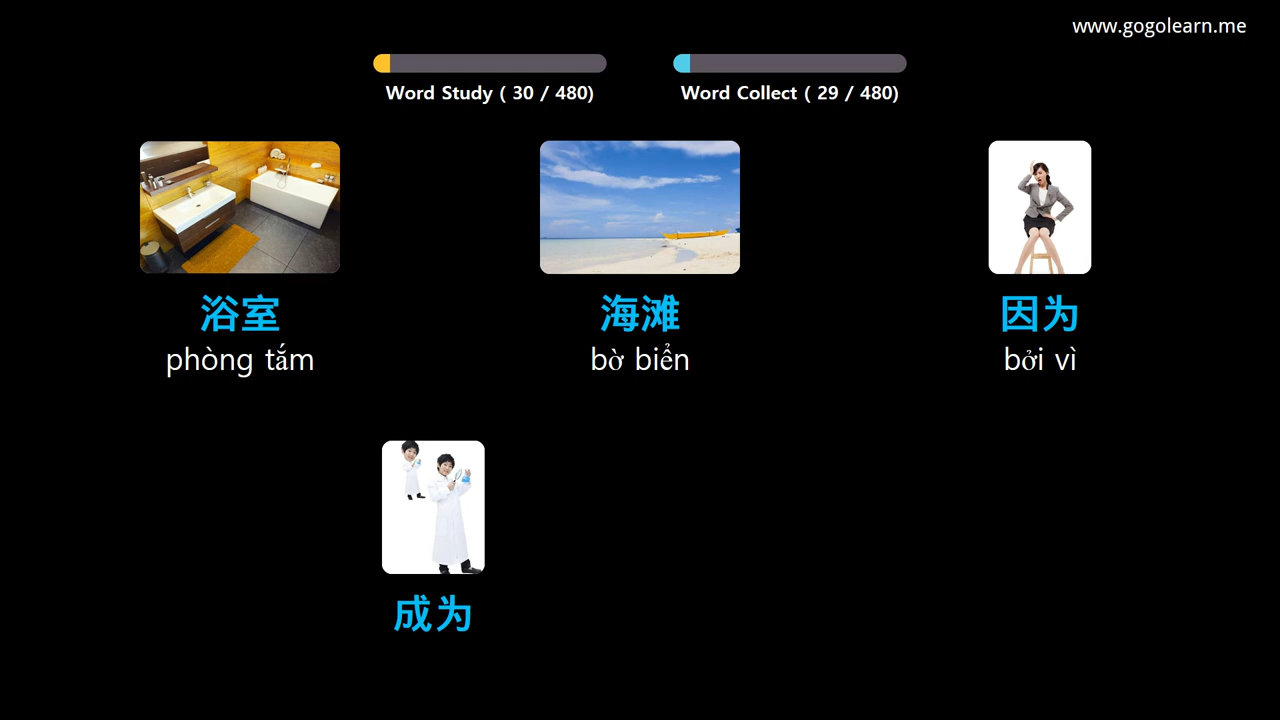 www.gogolearn.me
Word Study ( 30 / 480)
Word Collect ( 29 / 480)
浴室
phòng tắm
海滩
bờ biển
因为
bởi vì
成为